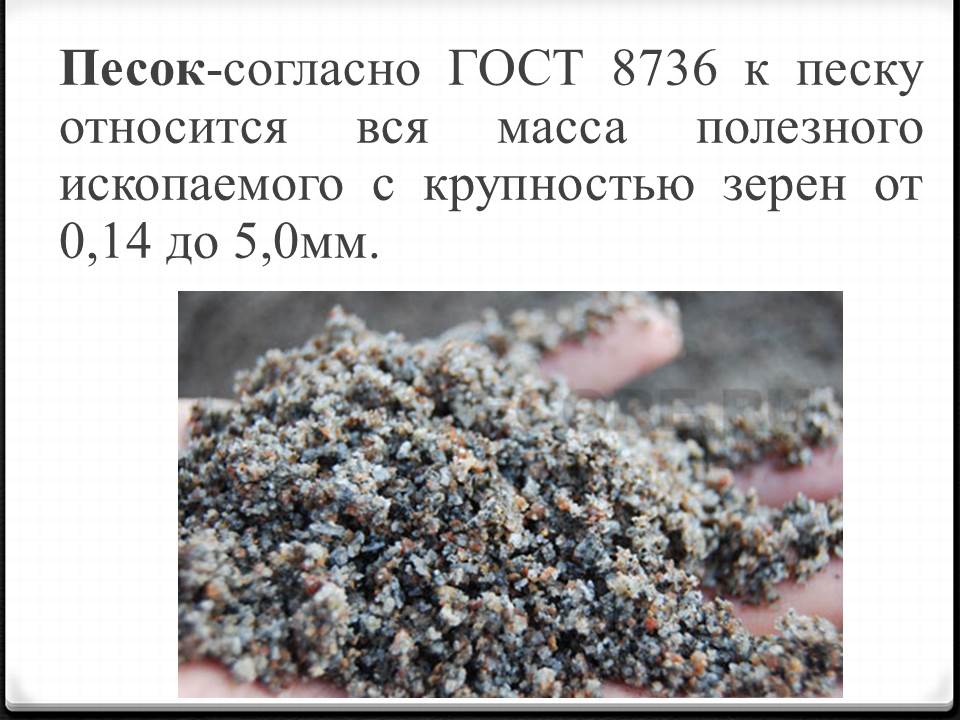 Песок-согласно ГОСТ 8736 к песку
относится вся масса полезного
ископаемого с крупностью зерен от
0,14 до 5,0мм.